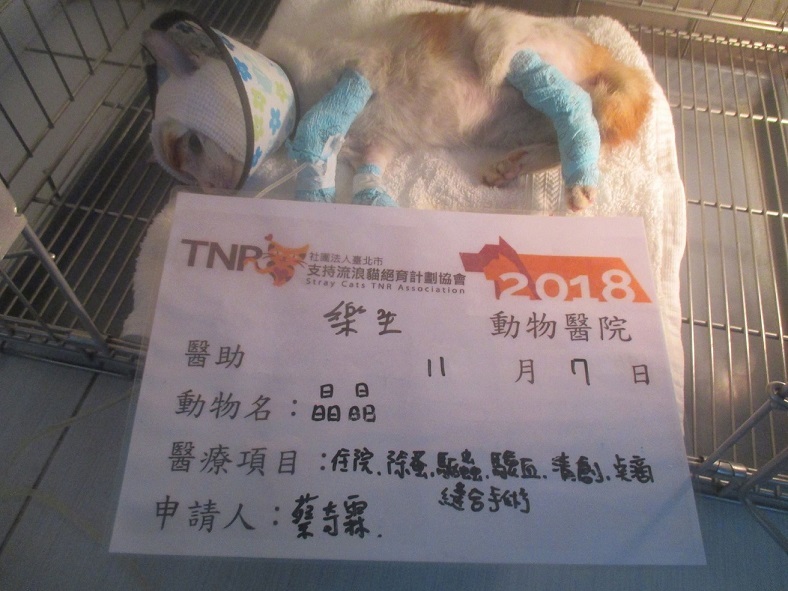 TNR
社團法人臺北市
支持流浪貓絕育計劃協會
Stray Cats TNR Association
2018
樂生 動物醫院
醫助 11 月 7 日
動物名：晶晶
醫療項目：住院、除蚤、驅蟲、驗血、清創、
縫合手術
申請人：蔡奇霖.